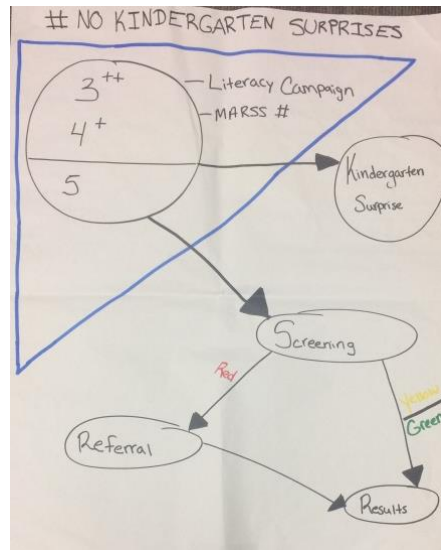 # NO KINDERGARTEN SURPRISES
3++
4+
5
Literacy Campaign
MARSS #
Kindergarten
Surprise
Screening
Red
Yellow
Green
Referral
Results